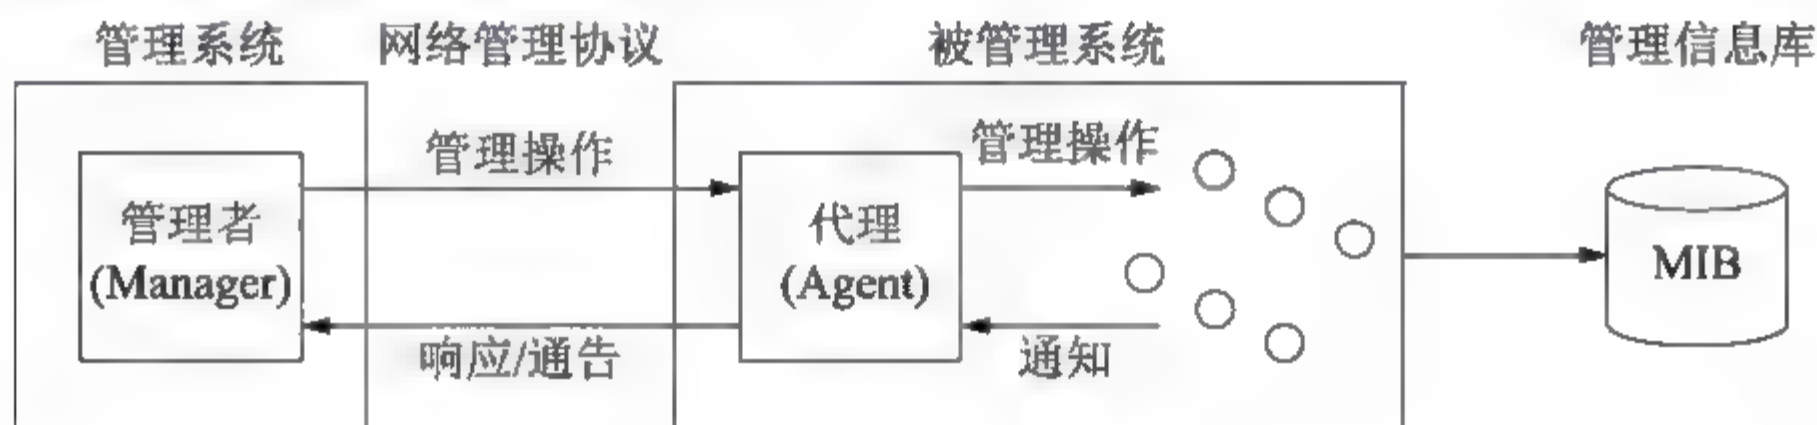 管理系统
网络管理协议
被管理系统
管理信息库
管理操作
管理操作
管理者
(Manager)
代理
(Agent)
MIB
响应/通告
通知